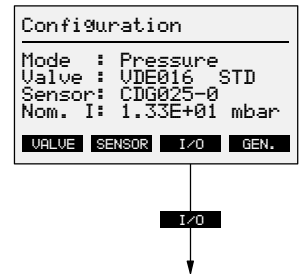 Configuration
Mode : Pressure
Valve : VDE016 STD
Sensor: CDG025-0
Nom. I: 1.33E+01 mbar
VALVE SENSOR I/O GEN.
I/O